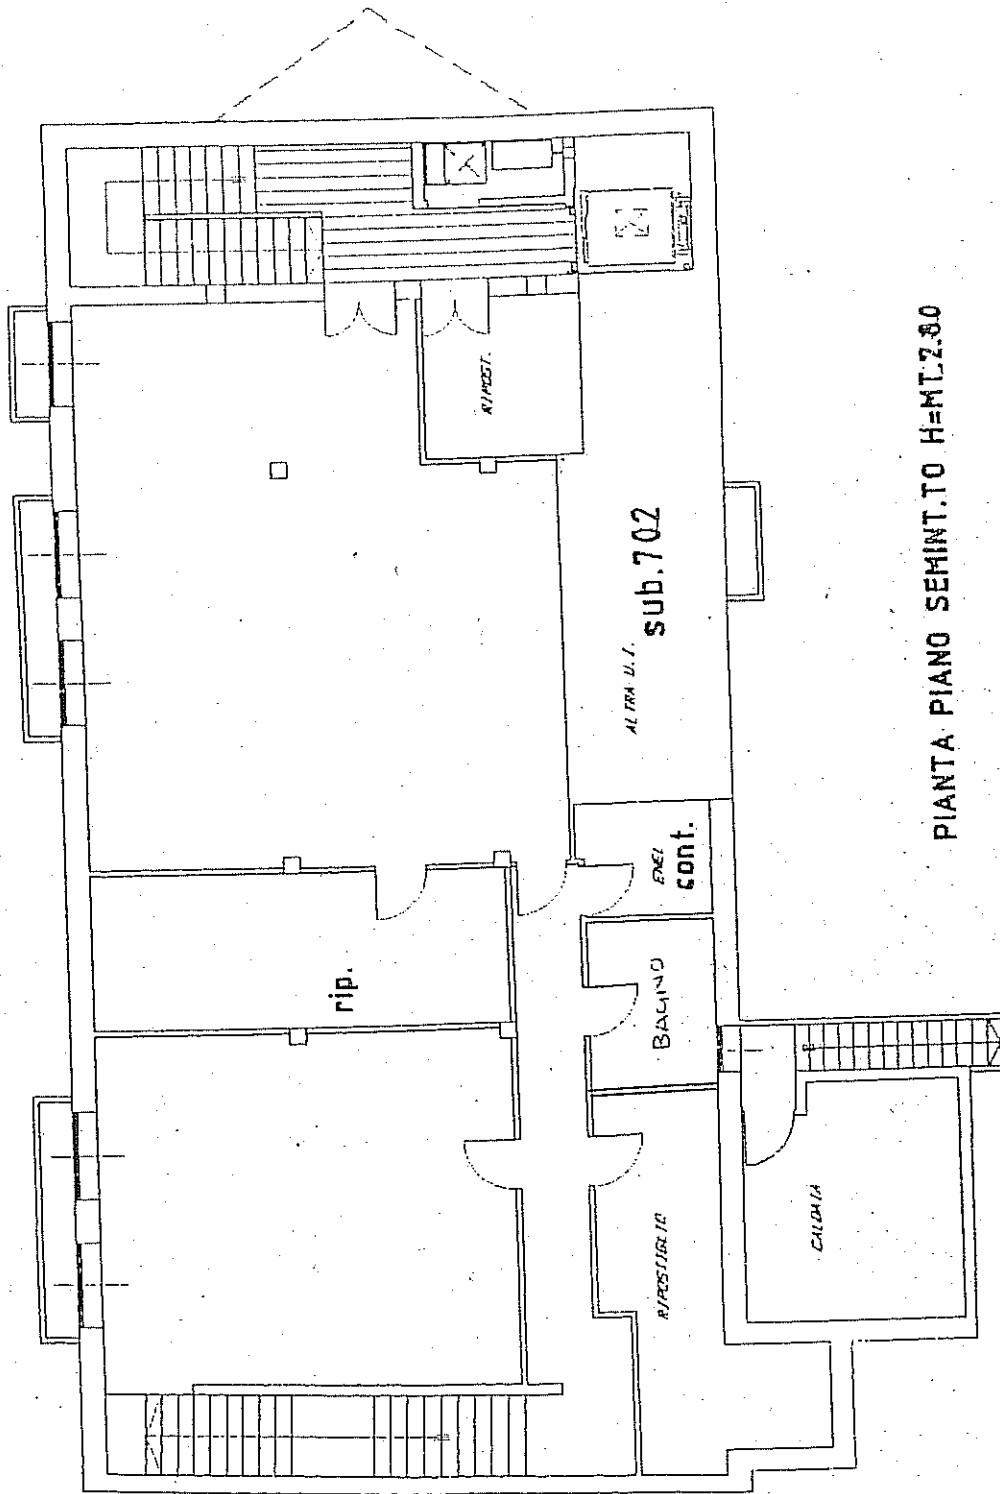 RIPOST.
ALTRA U.I.
sub.702
ENEL
cont.
rip.
BAGNO
RIPOSTIGLIO
CALDAIA
PIANTA PIANO SEMINT.TO H=MT.2.80